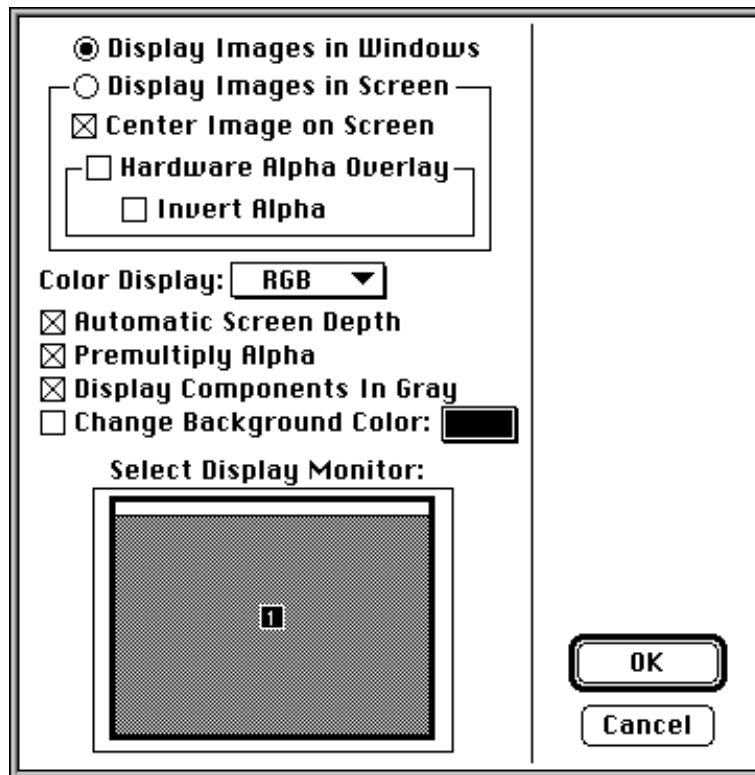 Display Images in Windows
Display Images in Screen
Center Image on Screen
Hardware Alpha Overlay
Invert Alpha
Color Display: RGB
Automatic Screen Depth
Premultiply Alpha
Display Components In Gray
Change Background Color:
Select Display Monitor:
1
OK
Cancel